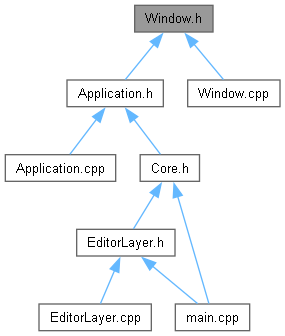 Window.h
Application.h
Window.cpp
Application.cpp
Core.h
EditorLayer.h
EditorLayer.cpp
main.cpp